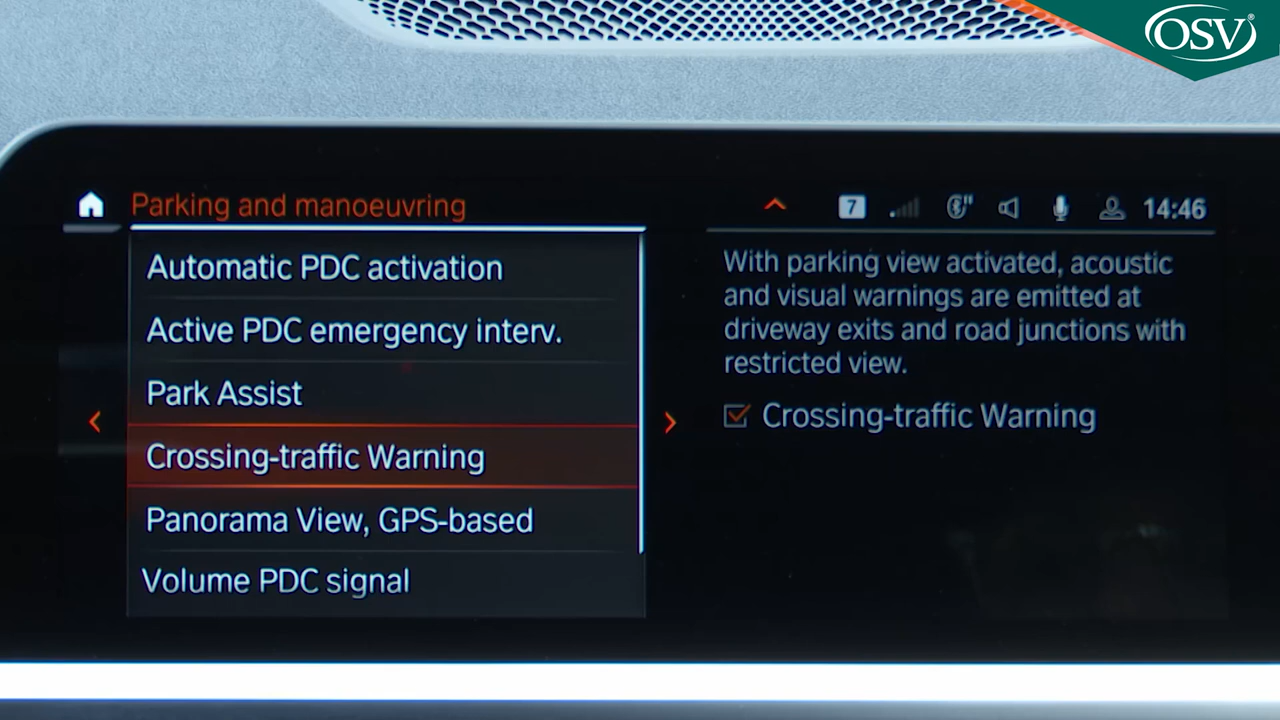 OSV®
Parking and manoeuvring
7
14:46
Automatic PDC activation
Active PDC emergency interv.
Park Assist
Crossing-traffic Warning
Panorama View, GPS-based
Volume PDC signal
With parking view activated, acoustic
and visual warnings are emitted at
driveway exits and road junctions with
restricted view.
Crossing-traffic Warning